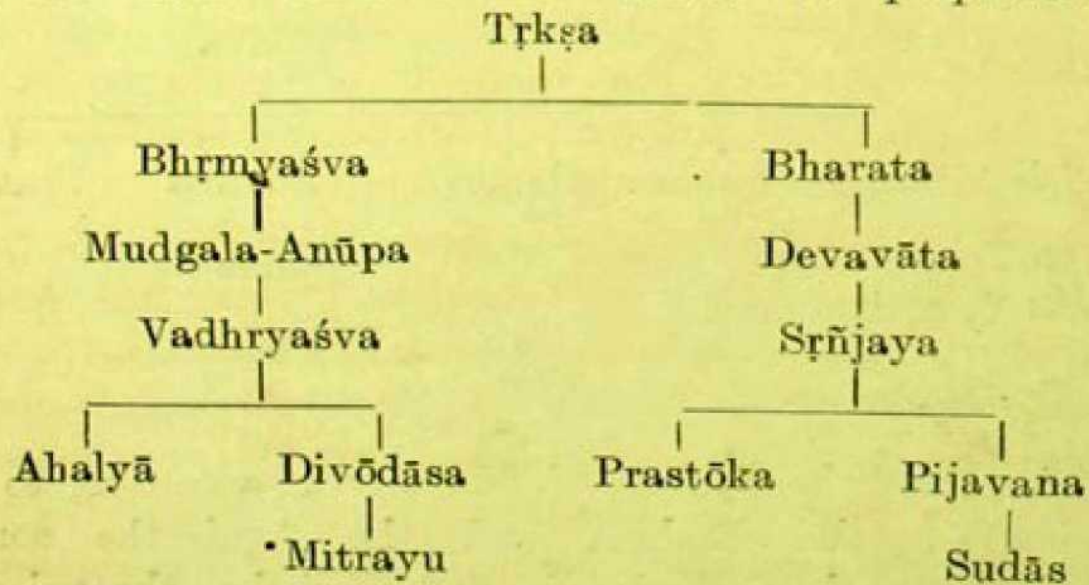 Tṛkṣa
Bhṛmyaśva Bharata
Mudgala-Anūpa Devavāta
Vadhryaśva Sṛñjaya
Ahalyā Divōdāsa Prastōka Pijavana
Mitrayu Sudās